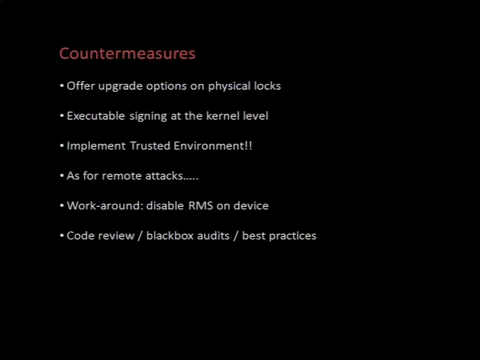 Countermeasures
• Offer upgrade options on physical locks
• Executable signing at the kernel level
• Implement Trusted Environment!!
• As for remote attacks.....
• Work-around: disable RMS on device
• Code review / blackbox audits / best practices